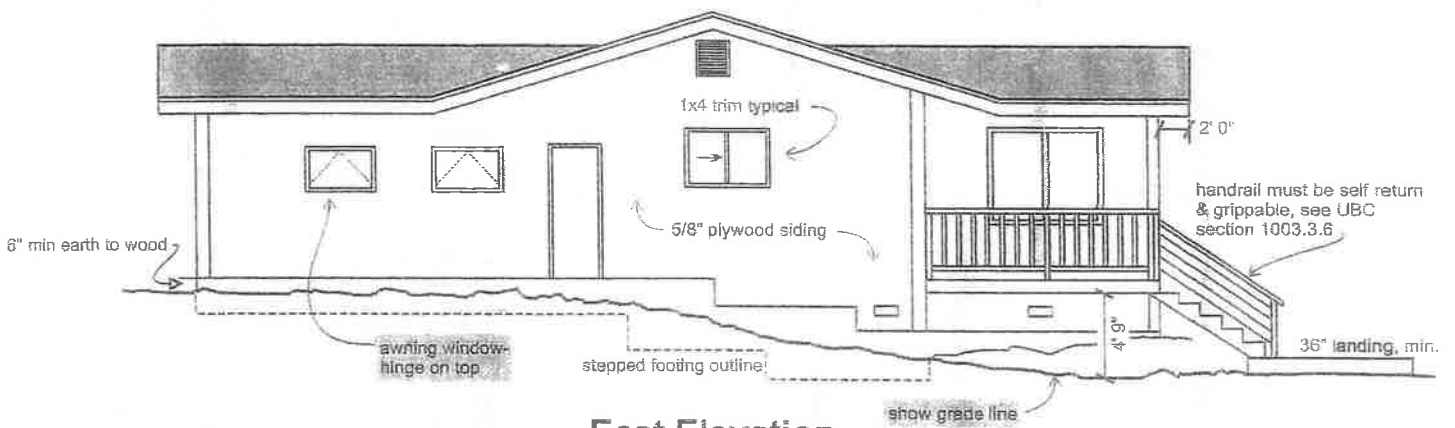 1x4 trim typical
2' 0"
handrail must be self return
& grippable, see UBC
section 1003.3.6
6" min earth to wood
5/8" plywood siding
4' 9"
awning window-
hinge on top
stepped footing outline
36" landing, min.
show grade line
East Elevation